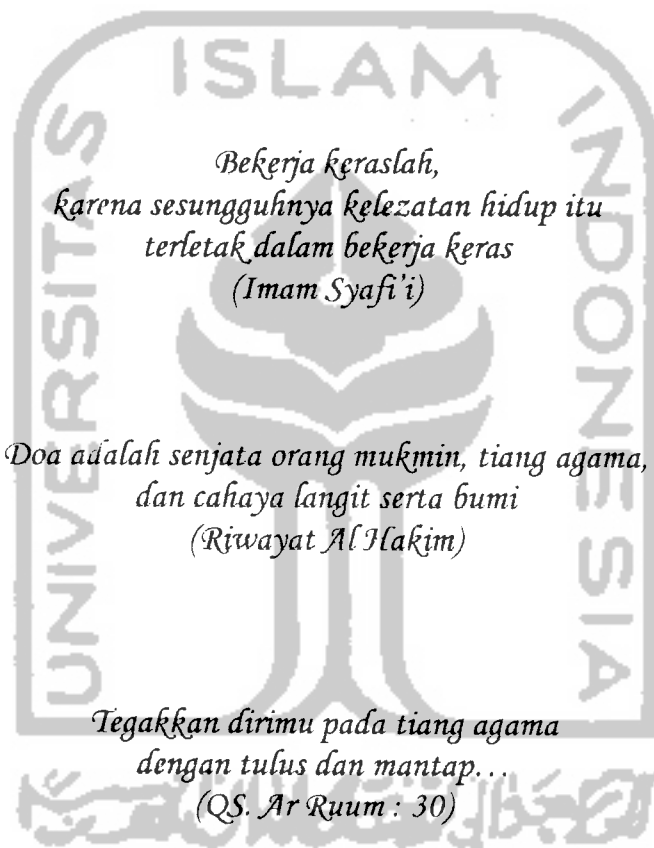 UNIVERSITAS ISLAM INDONESIA
Bekerja keraslah,
karena sesungguhnya kelezatan hidup itu
terletak dalam bekerja keras
(Imam Syafi'i)
Doa adalah senjata orang mukmin, tiang agama,
dan cahaya langit serta bumi
(Riwayat Al Hakim)
Tegakkan dirimu pada tiang agama
dengan tulus dan mantap...
(QS. Ar Ruum : 30)